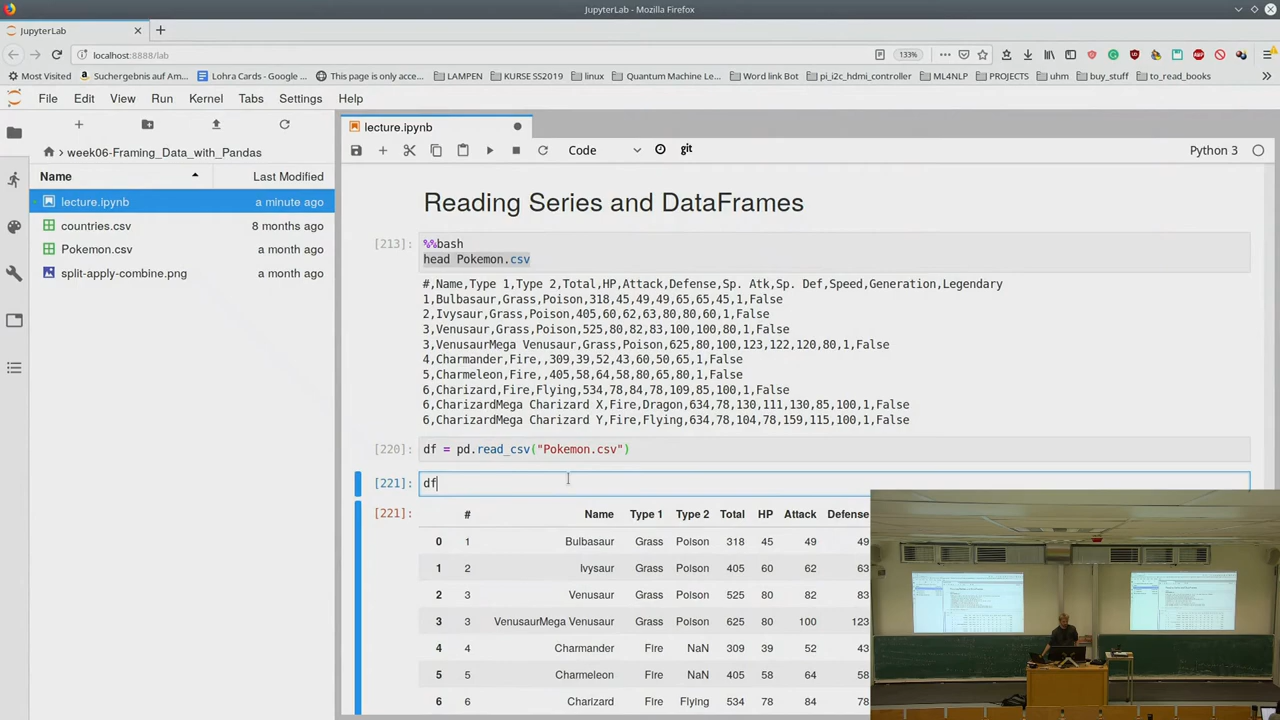 JupyterLab - Mozilla Firefox
JupyterLab
localhost:8888/lab
133%
Most Visited
Suchergebnis auf Am...
Lohra Cards - Google ...
This page is only acce...
LAMPEN
KURSE SS2019
linux
Quantum Machine Le...
Word link Bot
pi_i2c_hdmi_controller
ML4NLP
PROJECTS
uhm
buy_stuff
to_read_books
File Edit View Run Kernel Tabs Settings Help
week06-Framing_Data_with_Pandas
Name Last Modified
lecture.ipynb a minute ago
countries.csv 8 months ago
Pokemon.csv a month ago
split-apply-combine.png a month ago
lecture.ipynb
Code
git
Python 3
Reading Series and DataFrames
[213]: %%bash
head Pokemon.csv
#,Name,Type 1,Type 2,Total,HP,Attack,Defense,Sp. Atk,Sp. Def,Speed,Generation,Legendary
1,Bulbasaur,Grass,Poison,318,45,49,49,65,65,45,1,False
2,Ivysaur,Grass,Poison,405,60,62,63,80,80,60,1,False
3,Venusaur,Grass,Poison,525,80,82,83,100,100,80,1,False
3,VenusaurMega Venusaur,Grass,Poison,625,80,100,123,122,120,80,1,False
4,Charmander,Fire,,309,39,52,43,60,50,65,1,False
5,Charmeleon,Fire,,405,58,64,58,80,65,80,1,False
6,Charizard,Fire,Flying,534,78,84,78,109,85,100,1,False
6,CharizardMega Charizard X,Fire,Dragon,634,78,130,111,130,85,100,1,False
6,CharizardMega Charizard Y,Fire,Flying,634,78,104,78,159,115,100,1,False
[220]: df = pd.read_csv("Pokemon.csv")
[221]: df
[221]: # Name Type 1 Type 2 Total HP Attack Defense
0 1 Bulbasaur Grass Poison 318 45 49 49
1 2 Ivysaur Grass Poison 405 60 62 63
2 3 Venusaur Grass Poison 525 80 82 83
3 3 VenusaurMega Venusaur Grass Poison 625 80 100 123
4 4 Charmander Fire NaN 309 39 52 43
5 5 Charmeleon Fire NaN 405 58 64 58
6 6 Charizard Fire Flying 534 78 84 78